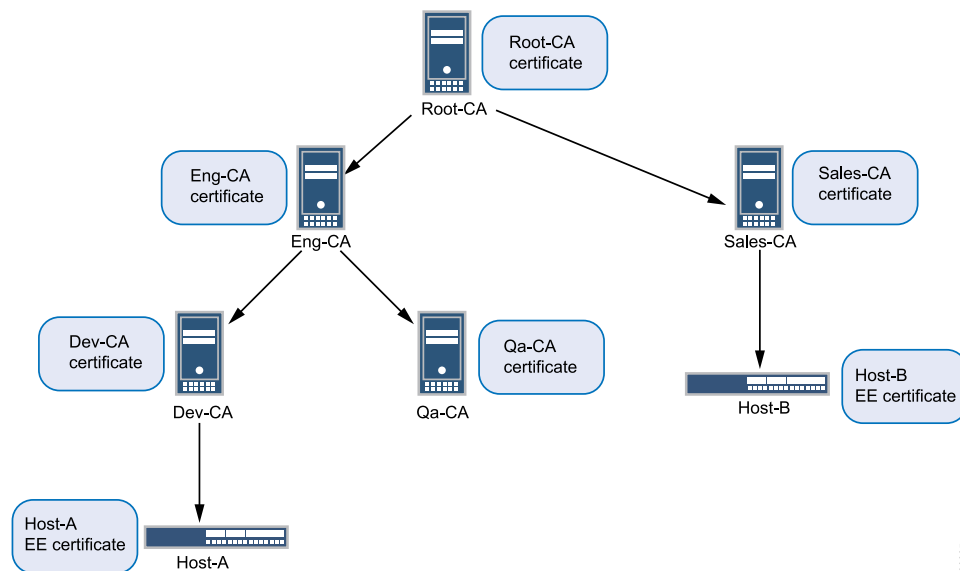 Root-CA
certificate
Root-CA
Eng-CA
certificate
Eng-CA
Sales-CA
certificate
Sales-CA
Dev-CA
certificate
Dev-CA
Qa-CA
certificate
Qa-CA
Host-B
EE certificate
Host-B
Host-A
EE certificate
Host-A